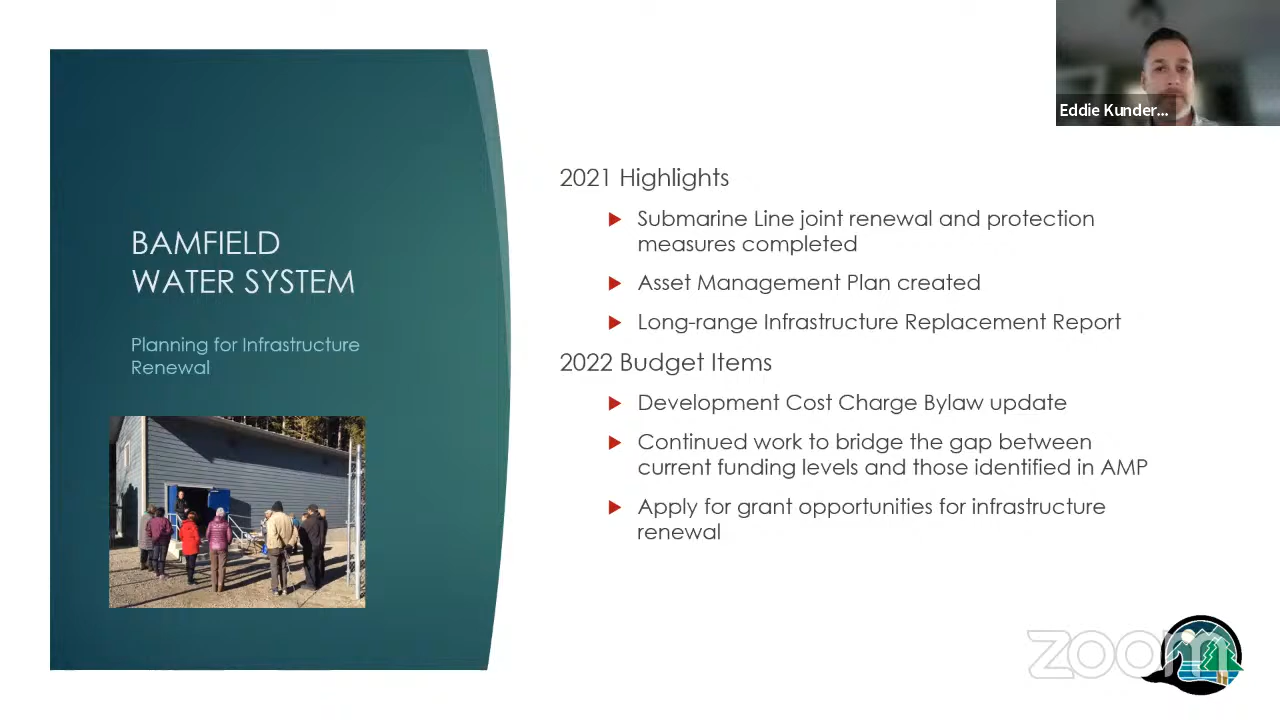 Eddie Kunder...
BAMFIELD
WATER SYSTEM
Planning for Infrastructure
Renewal
2021 Highlights
Submarine Line joint renewal and protection
measures completed
Asset Management Plan created
Long-range Infrastructure Replacement Report
2022 Budget Items
Development Cost Charge Bylaw update
Continued work to bridge the gap between
current funding levels and those identified in AMP
Apply for grant opportunities for infrastructure
renewal
zoom